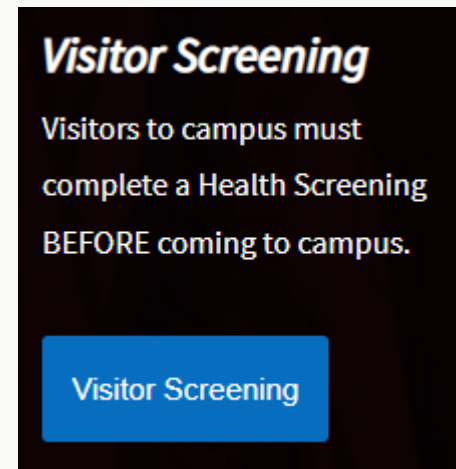 Visitor Screening
Visitors to campus must
complete a Health Screening
BEFORE coming to campus.
Visitor Screening